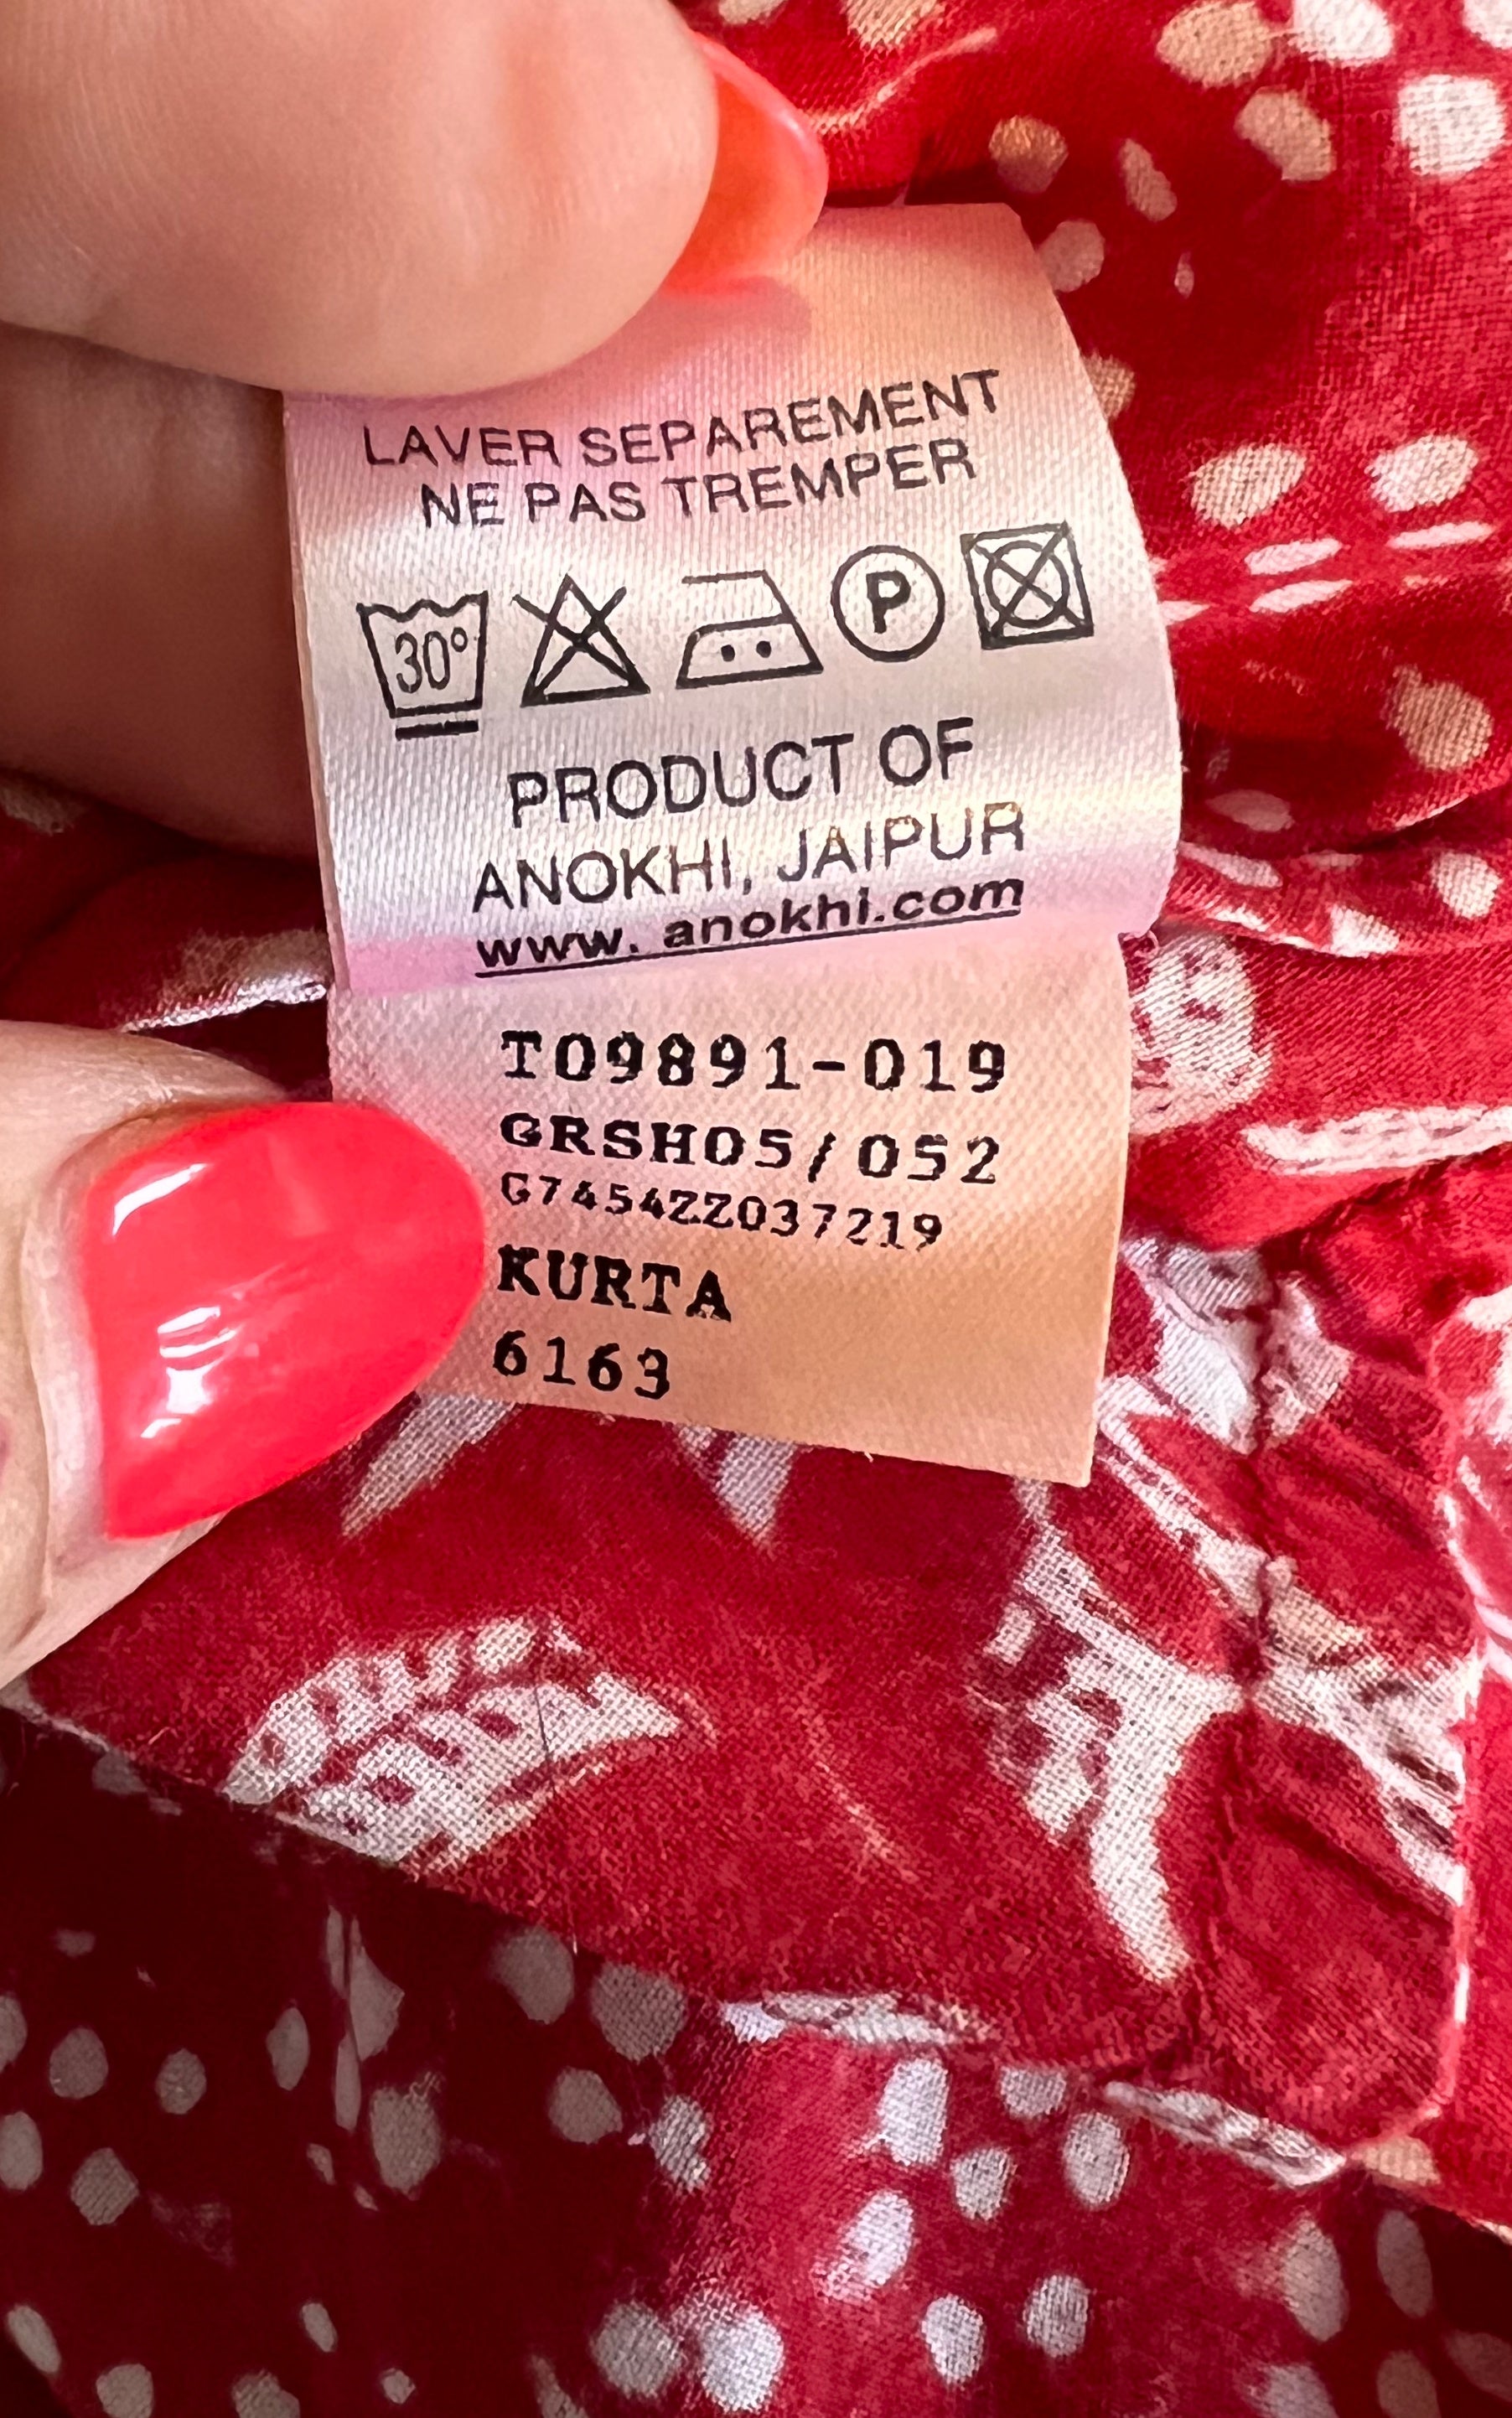 LAVER SEPAREMENT
NE PAS TREMPER
30° P
PRODUCT OF
ANOKHI, JAIPUR
www. anokhi.com
T09891-019
GRSH05/052
G7454ZZ037219
KURTA
6163